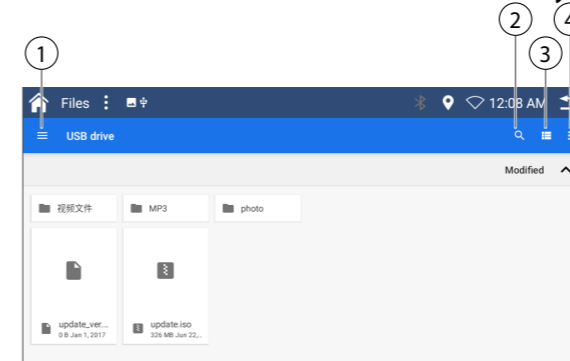 2
4
1
3
Files
12:08 AM
USB drive
Modified
视频文件
MP3
photo
update_ver...
0 B Jan 1, 2017
update.iso
326 MB Jun 22,..